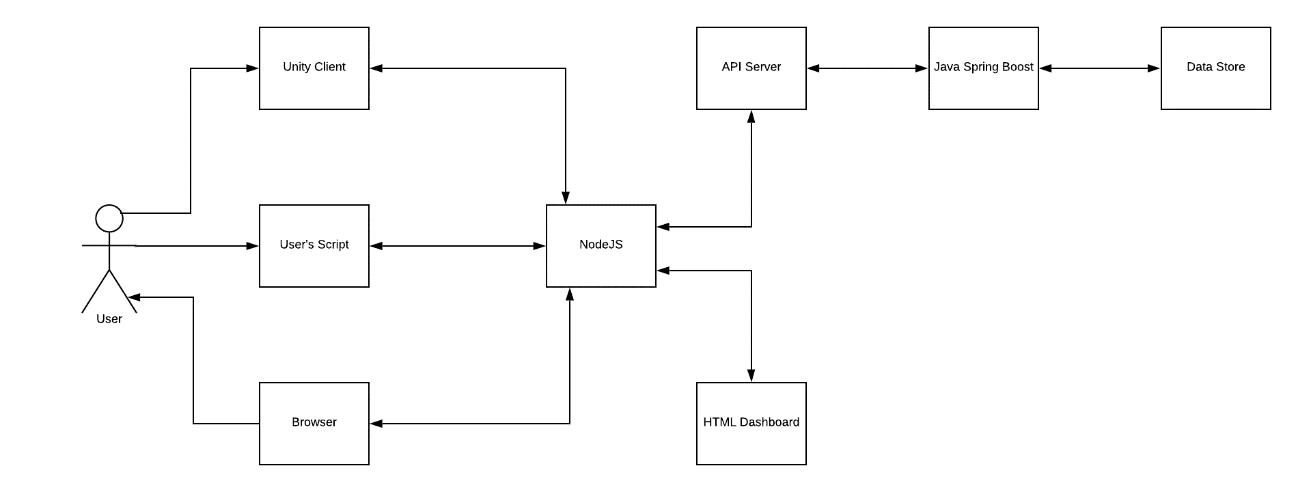 Unity Client
API Server
Java Spring Boost
Data Store
User's Script
NodeJS
User
Browser
HTML Dashboard